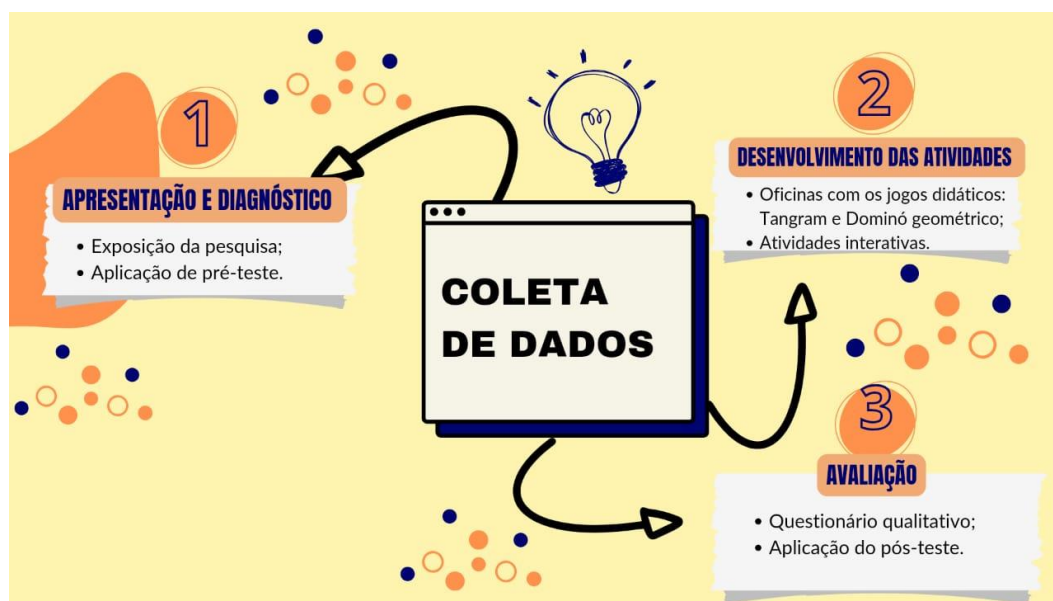 1
APRESENTAÇÃO E DIAGNÓSTICO
• Exposição da pesquisa;
• Aplicação de pré-teste.
COLETA
DE DADOS
2
DESENVOLVIMENTO DAS ATIVIDADES
• Oficinas com os jogos didáticos:
Tangram e Dominó geométrico;
• Atividades interativas.
3
AVALIAÇÃO
• Questionário qualitativo;
• Aplicação do pós-teste.